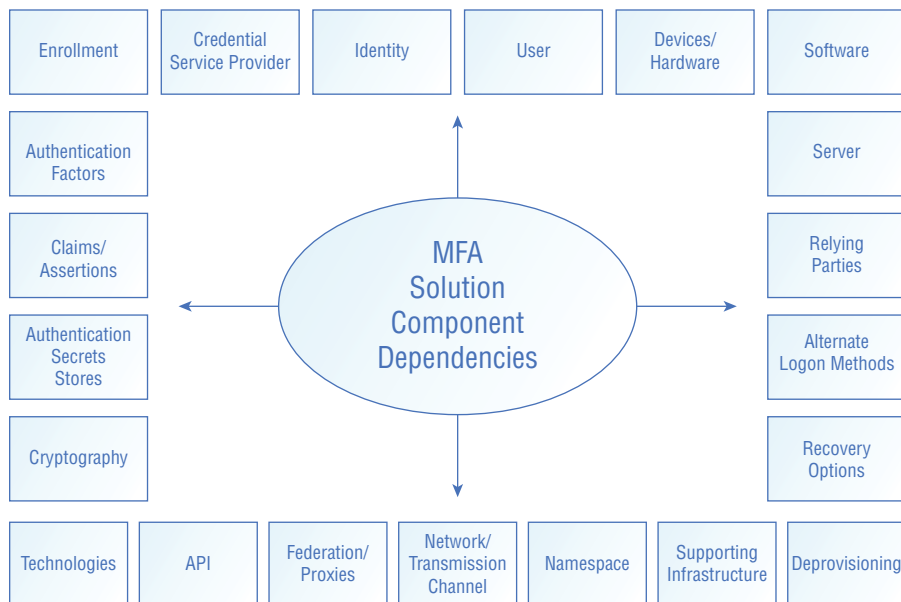 Enrollment
Credential
Service Provider
Identity
User
Devices/
Hardware
Software
Authentication
Factors
Server
Claims/
Assertions
MFA
Solution
Component
Dependencies
Relying
Parties
Authentication
Secrets
Stores
Alternate
Logon Methods
Cryptography
Recovery
Options
Technologies
API
Federation/
Proxies
Network/
Transmission
Channel
Namespace
Supporting
Infrastructure
Deprovisioning